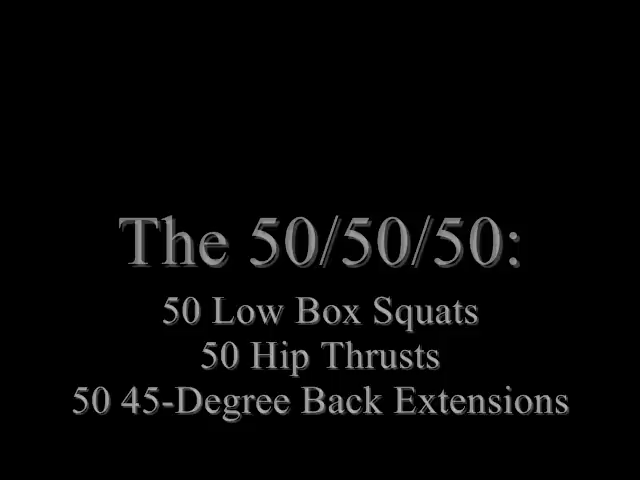 The 50/50/50:
50 Low Box Squats
50 Hip Thrusts
50 45-Degree Back Extensions